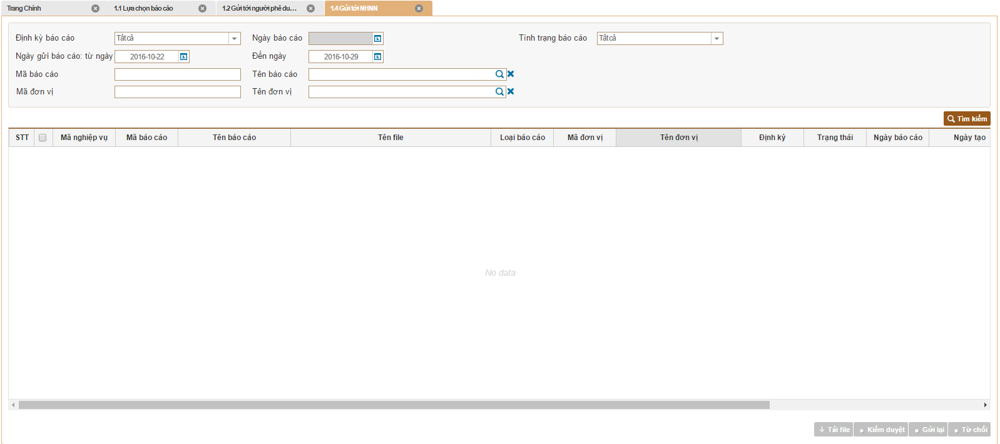 Trang Chính 1.1 Lựa chọn báo cáo 1.2 Gửi tới người phê du... 1.4 Gửi tới NHNN
Định kỳ báo cáo Tất cả Ngày báo cáo Tình trạng báo cáo Tất cả
Ngày gửi báo cáo: từ ngày 2016-10-22 Đến ngày 2016-10-29
Mã báo cáo Tên báo cáo
Mã đơn vị Tên đơn vị
Tìm kiếm
STT Mã nghiệp vụ Mã báo cáo Tên báo cáo Tên file Loại báo cáo Mã đơn vị Tên đơn vị Định kỳ Trạng thái Ngày báo cáo Ngày tạo
No data
Tải file Kiểm duyệt Gửi lại Từ chối